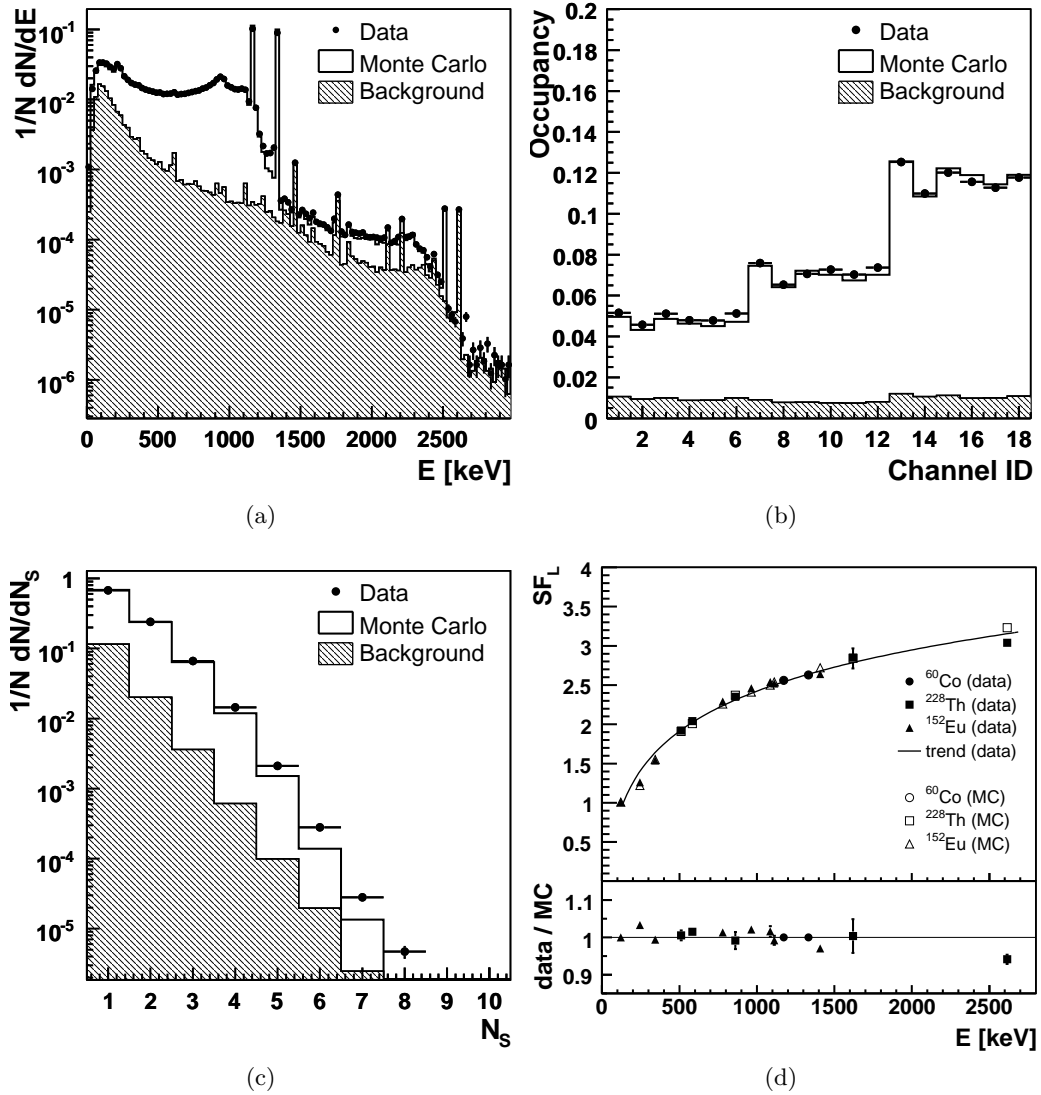 1/N dN/dE
10⁻¹
10⁻²
10⁻³
10⁻⁴
10⁻⁵
10⁻⁶
Data
Monte Carlo
Background
0 500 1000 1500 2000 2500
E [keV]
(a)
Occupancy
0.2
0.18
0.16
0.14
0.12
0.1
0.08
0.06
0.04
0.02
0
Data
Monte Carlo
Background
2 4 6 8 10 12 14 16 18
Channel ID
(b)
1/N dN/dN_S
1
10⁻¹
10⁻²
10⁻³
10⁻⁴
10⁻⁵
Data
Monte Carlo
Background
1 2 3 4 5 6 7 8 9 10
N_S
(c)
SF_L
4
3.5
3
2.5
2
1.5
1
0.5
0
⁶⁰Co (data)
²²⁸Th (data)
¹⁵²Eu (data)
trend (data)
⁶⁰Co (MC)
²²⁸Th (MC)
¹⁵²Eu (MC)
data / MC
1.1
1
0.9
0 500 1000 1500 2000 2500
E [keV]
(d)